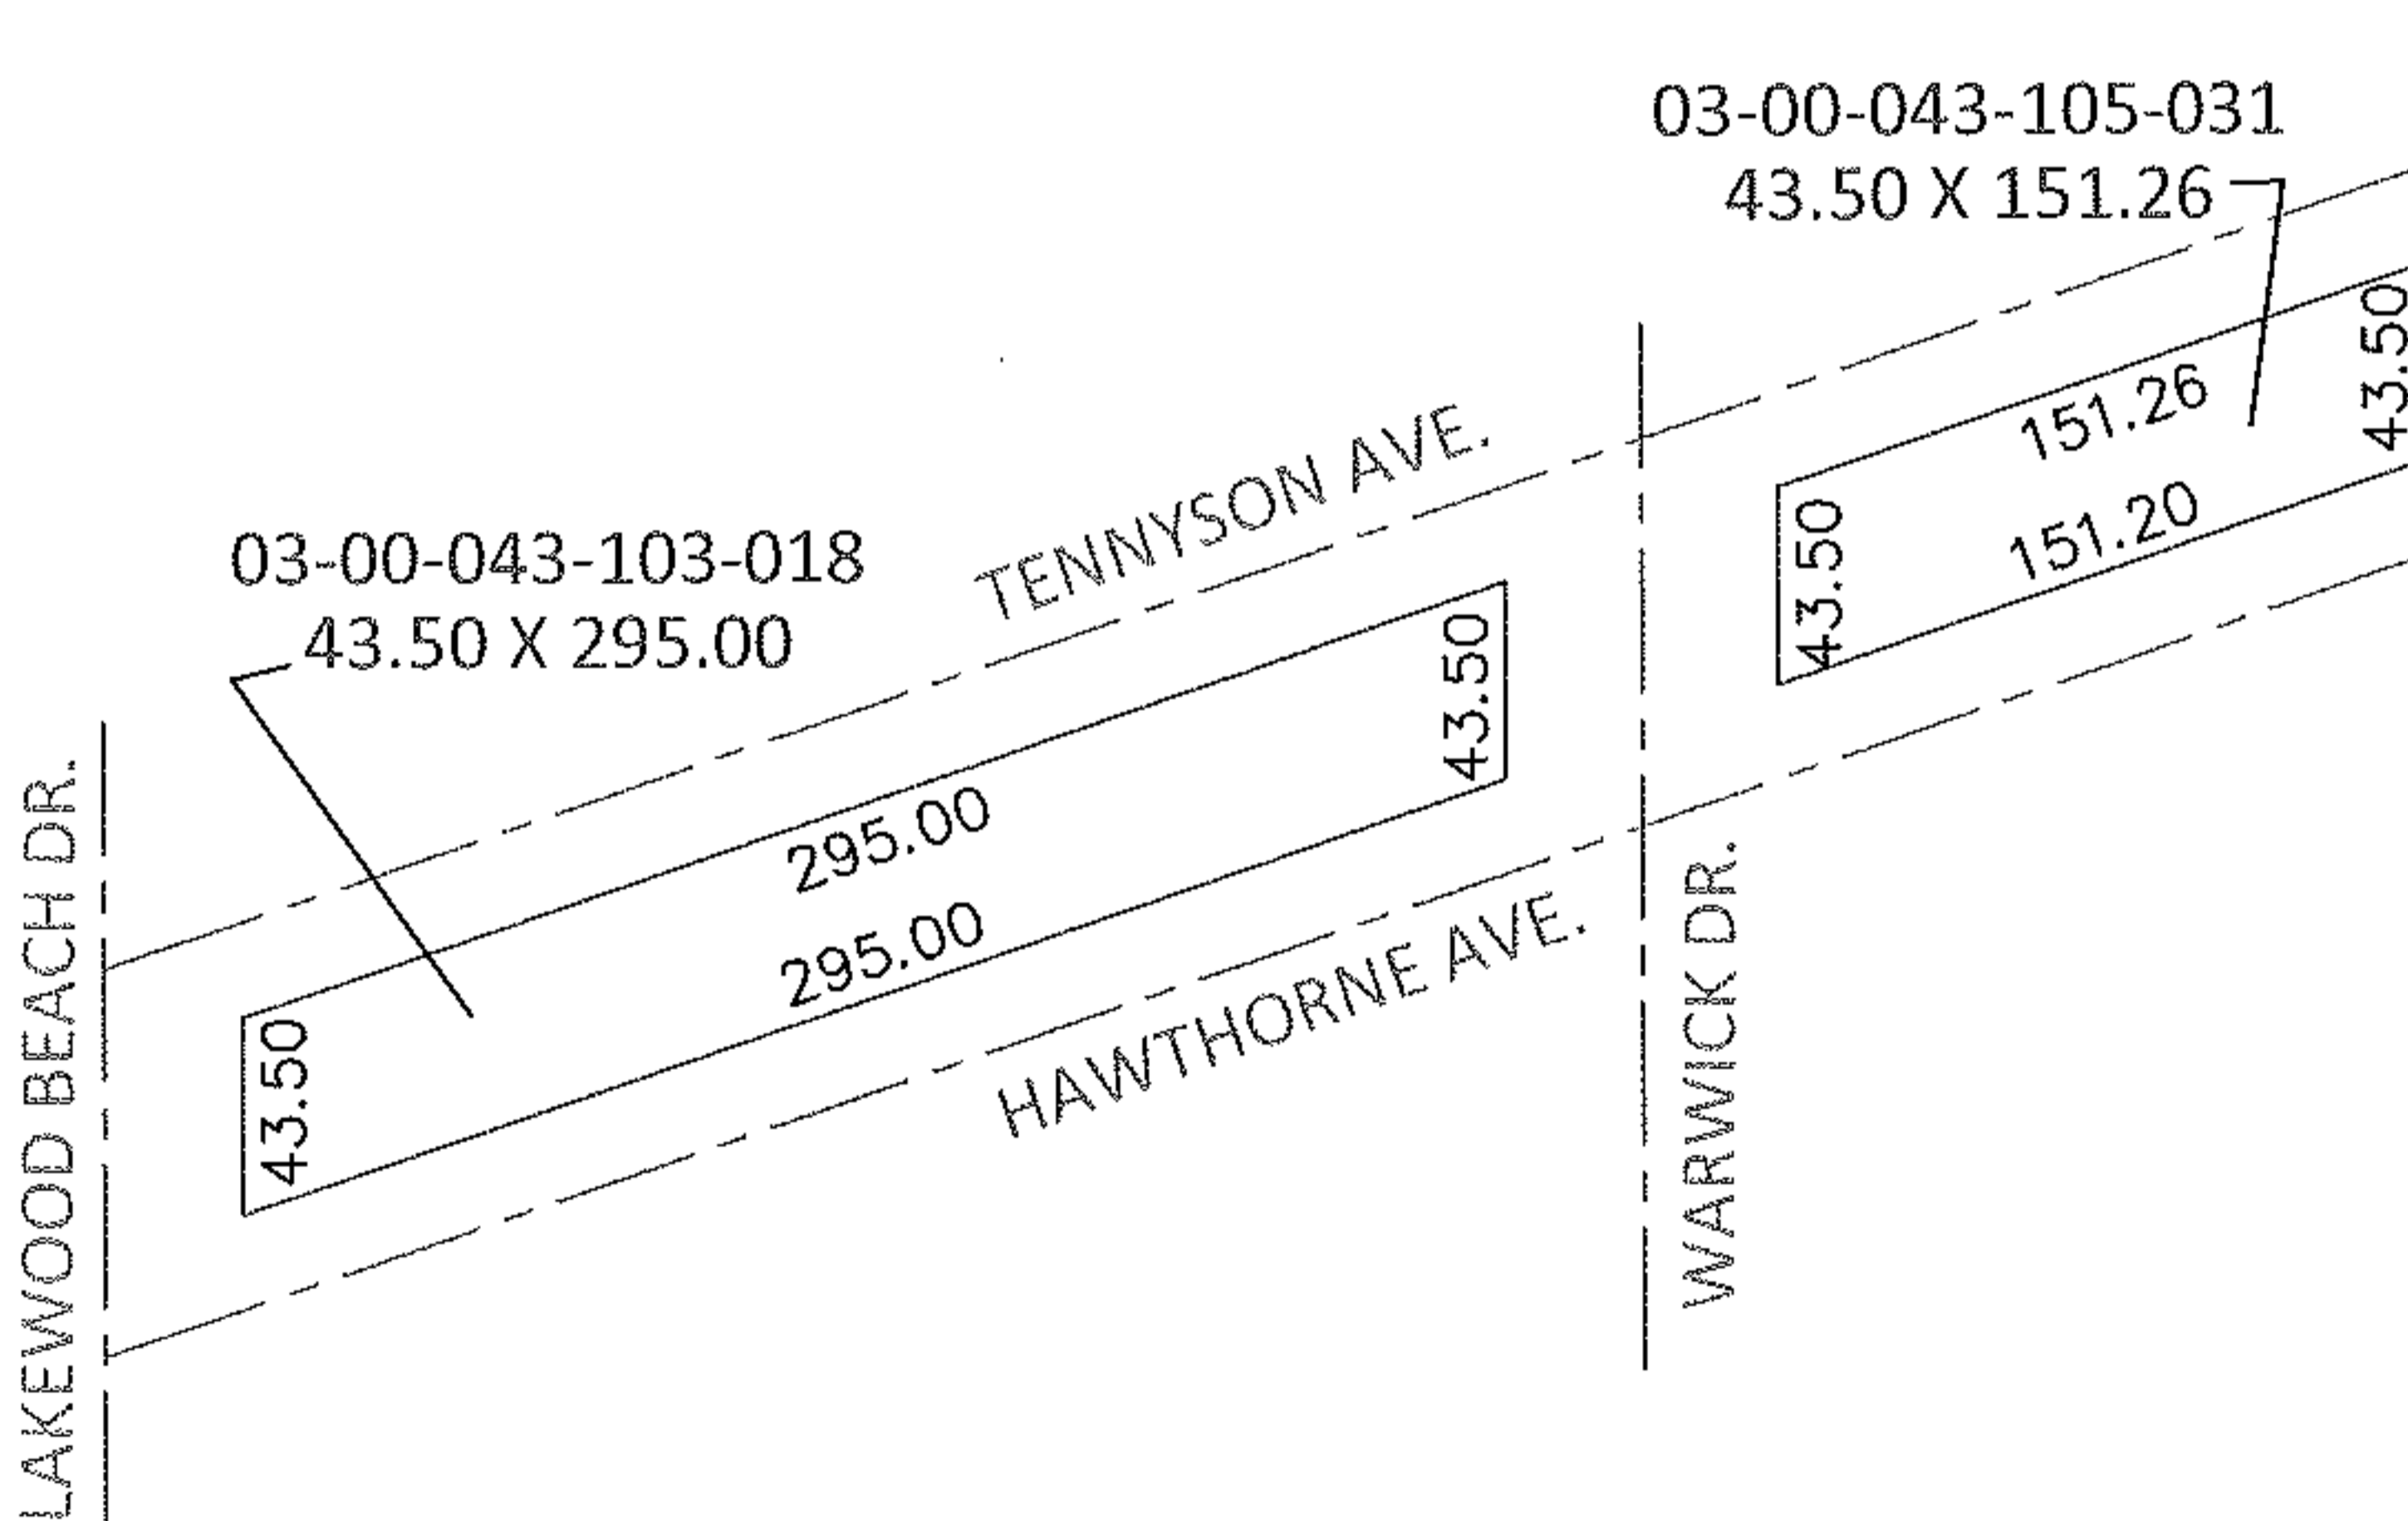 03-00-043-105-031
43.50 X 151.26
43.50
151.26
151.20
43.50
TENNYSON AVE.
03-00-043-103-018
43.50 X 295.00
43.50
295.00
295.00
43.50
HAWTHORNE AVE.
LAKEWOOD BEACH DR.
WARWICK DR.